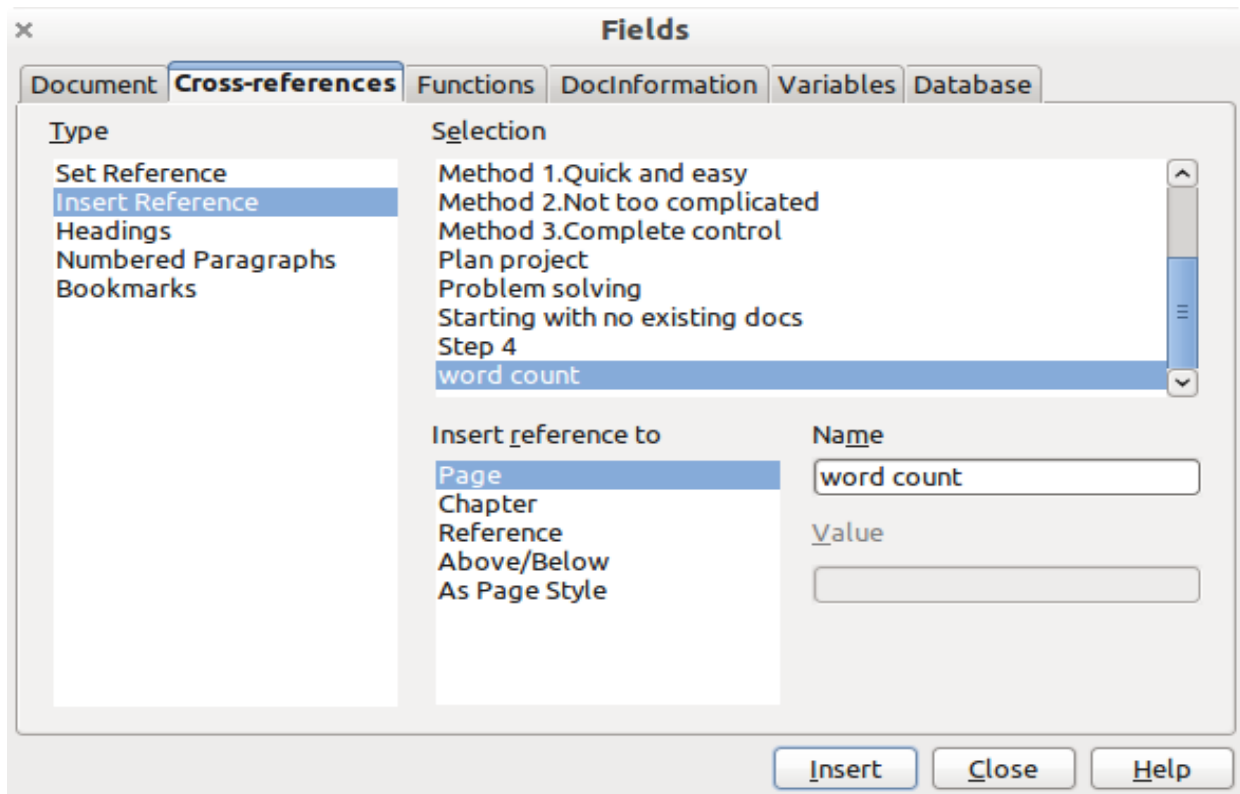 Fields
Document Cross-references Functions DocInformation Variables Database
Type
Set Reference
Insert Reference
Headings
Numbered Paragraphs
Bookmarks
Selection
Method 1.Quick and easy
Method 2.Not too complicated
Method 3.Complete control
Plan project
Problem solving
Starting with no existing docs
Step 4
word count
Insert reference to
Page
Chapter
Reference
Above/Below
As Page Style
Name
word count
Value
Insert Close Help